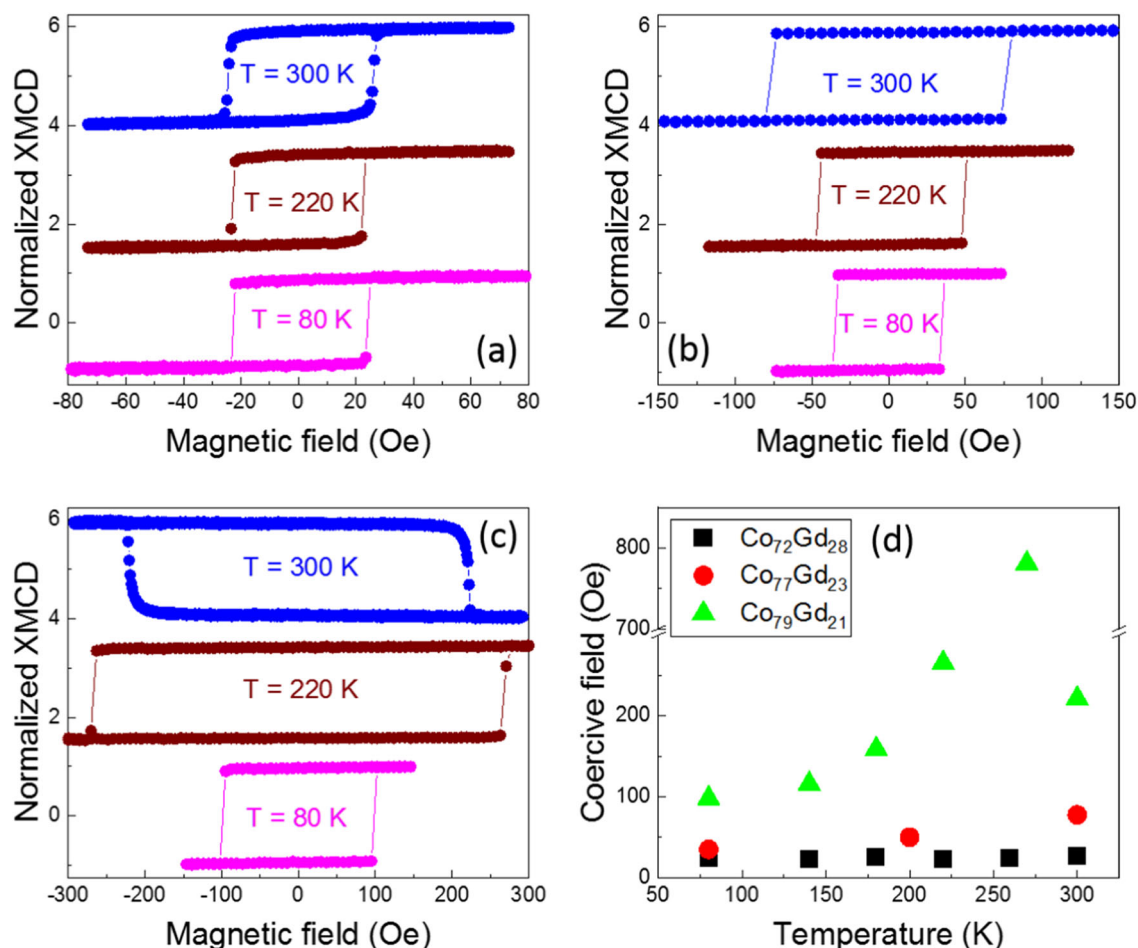 6
4
2
0
Normalized XMCD
T = 300 K
T = 220 K
T = 80 K
(a)
-80 -60 -40 -20 0 20 40 60 80
Magnetic field (Oe)
6
4
2
0
Normalized XMCD
T = 300 K
T = 220 K
T = 80 K
(b)
-150 -100 -50 0 50 100 150
Magnetic field (Oe)
6
4
2
0
Normalized XMCD
(c)
T = 300 K
T = 220 K
T = 80 K
-300 -200 -100 0 100 200 300
Magnetic field (Oe)
800
700
200
100
0
Coercive field (Oe)
Co₇₂Gd₂₈
Co₇₇Gd₂₃
Co₇₉Gd₂₁
(d)
50 100 150 200 250 300
Temperature (K)